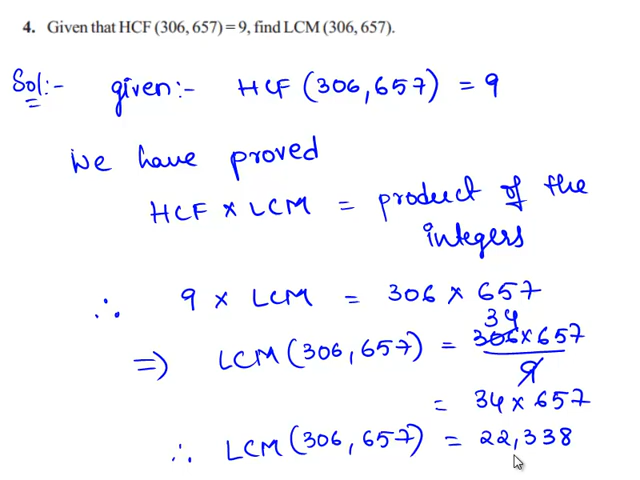 4. Given that HCF (306, 657) = 9, find LCM (306, 657).
Sol:- given:- HCF (306, 657) = 9
We have proved
HCF × LCM = product of the
integers
∴ 9 × LCM = 306 × 657
34
⇒ LCM (306, 657) = 306 × 657
9
= 34 × 657
∴ LCM (306, 657) = 22,338